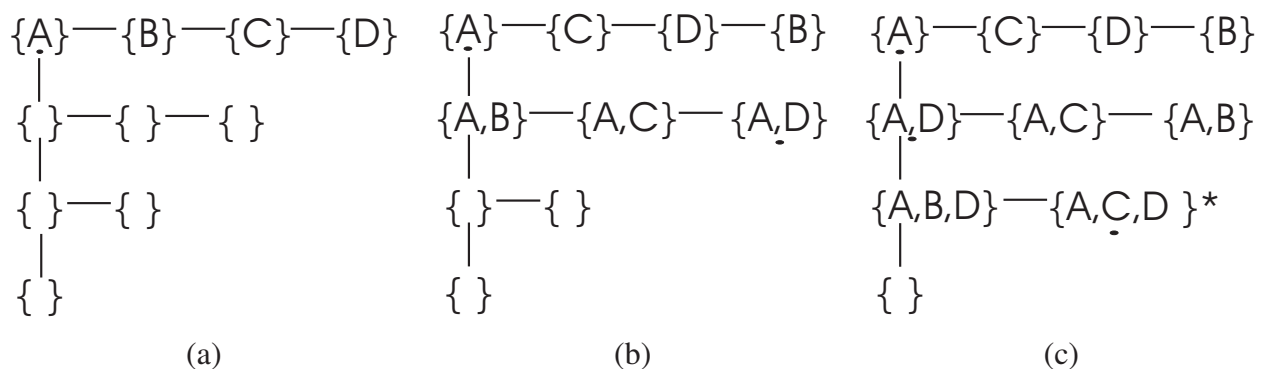 {A} {B} {C} {D} {A} {C} {D} {B} {A} {C} {D} {B}
{ } { } { } {A,B} {A,C} {A,D} {A,D} {A,C} {A,B}
{ } { } { } { } {A,B,D} {A,C,D }*
{ } { } { }
(a) (b) (c)